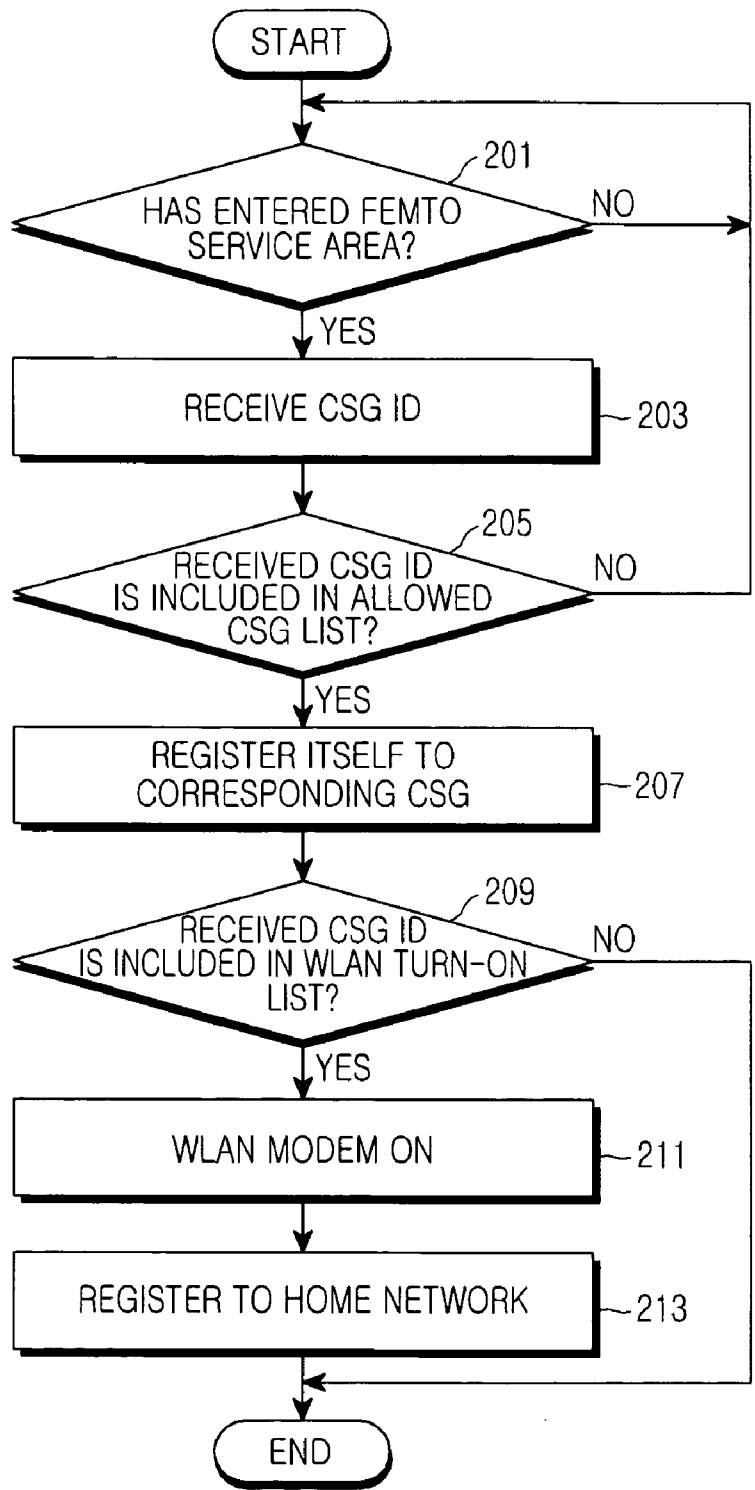 START
201
HAS ENTERED FEMTO
SERVICE AREA?
NO
YES
RECEIVE CSG ID
203
205
RECEIVED CSG ID
IS INCLUDED IN ALLOWED
CSG LIST?
NO
YES
REGISTER ITSELF TO
CORRESPONDING CSG
207
209
RECEIVED CSG ID
IS INCLUDED IN WLAN TURN-ON
LIST?
NO
YES
WLAN MODEM ON
211
REGISTER TO HOME NETWORK
213
END